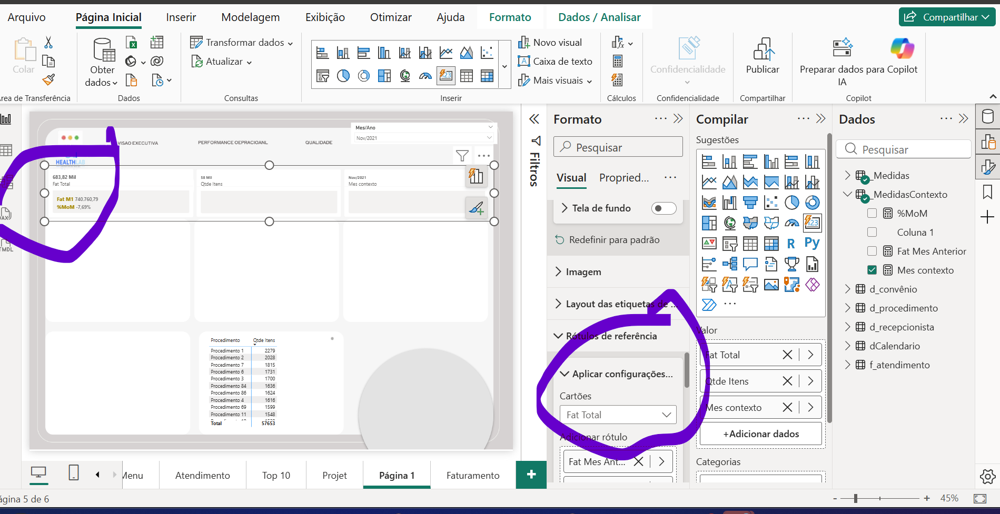 Arquivo
Página Inicial
Inserir
Modelagem
Exibição
Otimizar
Ajuda
Formato
Dados / Analisar
Compartilhar
Colar
Obter
dados
Transformar dados
Atualizar
Novo visual
Caixa de texto
Mais visuais
Confidencialidade
Publicar
Preparar dados para Copilot
IA
rea de Transferência
Dados
Consultas
Inserir
Cálculos
Confidencialidade
Compartilhar
Copilot
Mes/Ano
Nov/2021
VISAO EXECUTIVA
PERFORMANCE OEPRACIOANL
QUALIDADE
HEALTHLAB
683,82 Mil
Fat Total
Fat M1 740.760,79
%MoM -7,69%
58 Mil
Qtde Itens
Nov/2021
Mes contexto
TMDL
Procedimento Qtde Itens
Procedimento 1 2279
Procedimento 2 2028
Procedimento 7 1815
Procedimento 6 1731
Procedimento 3 1700
Procedimento 84 1636
Procedimento 86 1624
Procedimento 4 1616
Procedimento 69 1599
Procedimento 11 1548
Total 57653
Filtros
Formato
Pesquisar
Visual
Propried...
Tela de fundo
Redefinir para padrão
Imagem
Layout das etiquetas de ...
Rótulos de referência
Aplicar configurações...
Cartões
Fat Total
Adicionar rótulo
Fat Mes Ant...
Compilar
Sugestões
123
R
Py
Valor
Fat Total
Qtde Itens
Mes contexto
+Adicionar dados
Categorias
Dados
Pesquisar
_Medidas
_MedidasContexto
%MoM
Coluna 1
Fat Mes Anterior
Mes contexto
d_convênio
d_procedimento
d_recepcionista
dCalendario
f_atendimento
Menu
Atendimento
Top 10
Projet
Página 1
Faturamento
ágina 5 de 6
45%